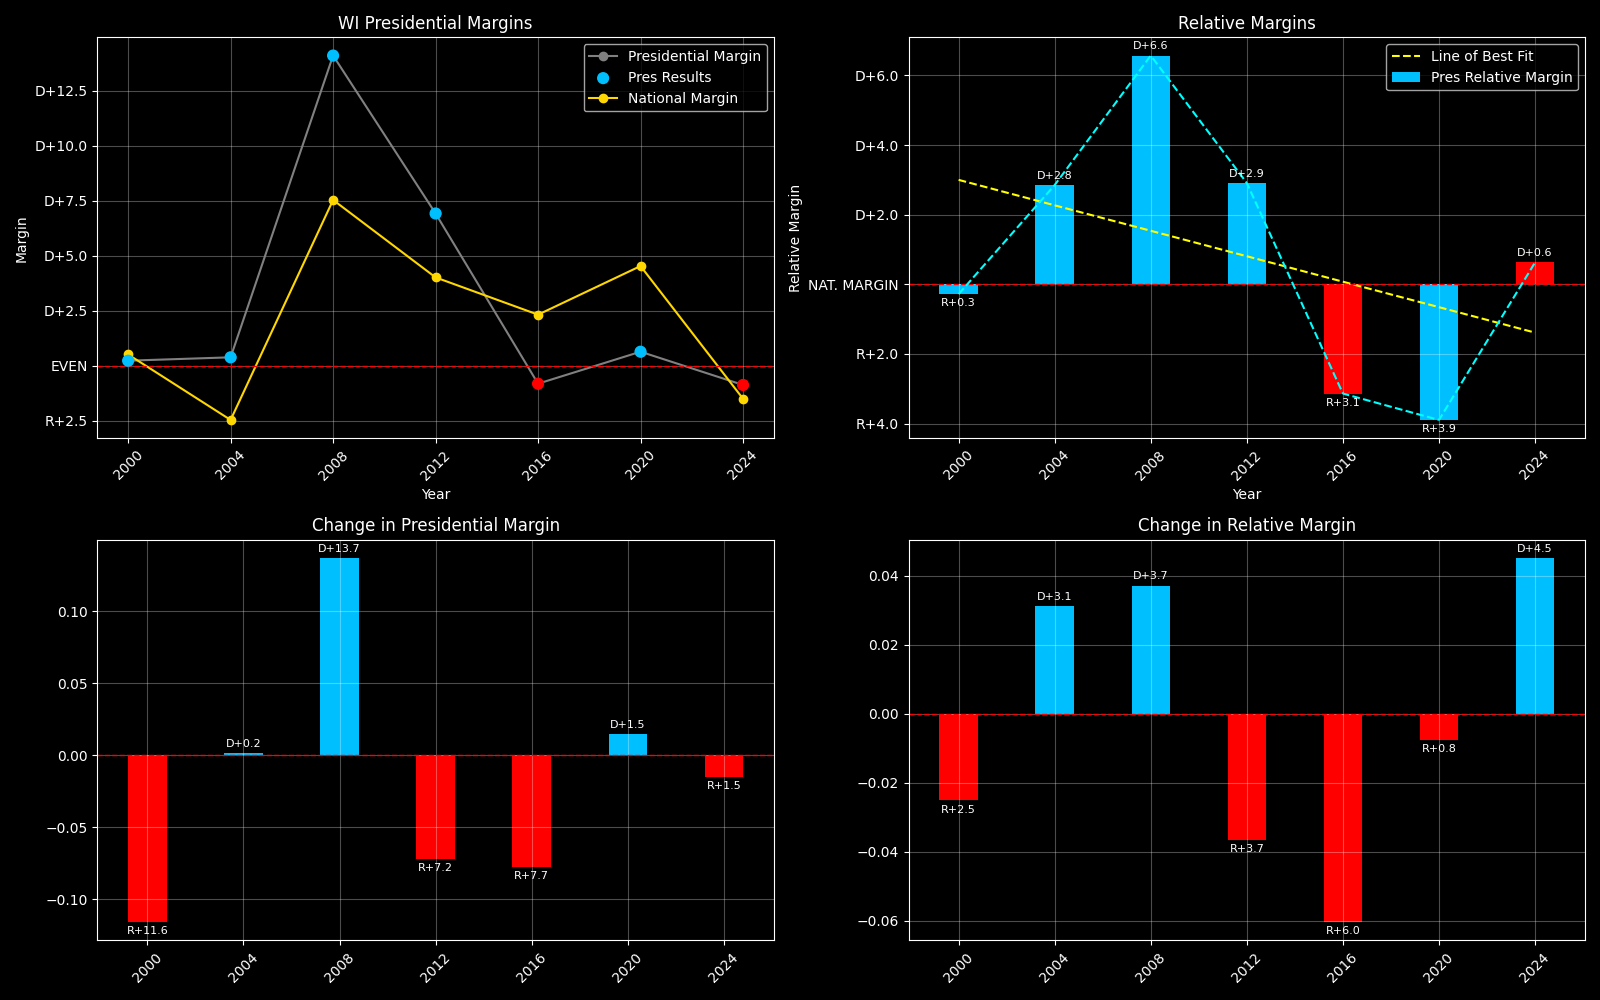 WI Presidential Margins
Margin
D+12.5
D+10.0
D+7.5
D+5.0
D+2.5
EVEN
R+2.5
Presidential Margin
Pres Results
National Margin
2000
2004
2008
2012
2016
2020
2024
Year
Relative Margins
Relative Margin
D+6.0
D+4.0
D+2.0
NAT. MARGIN
R+2.0
R+4.0
Line of Best Fit
Pres Relative Margin
R+0.3
D+2.8
D+6.6
D+2.9
R+3.1
R+3.9
D+0.6
2000
2004
2008
2012
2016
2020
2024
Year
Change in Presidential Margin
0.10
0.05
0.00
−0.05
−0.10
R+11.6
D+0.2
D+13.7
R+7.2
R+7.7
D+1.5
R+1.5
2000
2004
2008
2012
2016
2020
2024
Change in Relative Margin
0.04
0.02
0.00
−0.02
−0.04
−0.06
R+2.5
D+3.1
D+3.7
R+3.7
R+6.0
R+0.8
D+4.5
2000
2004
2008
2012
2016
2020
2024